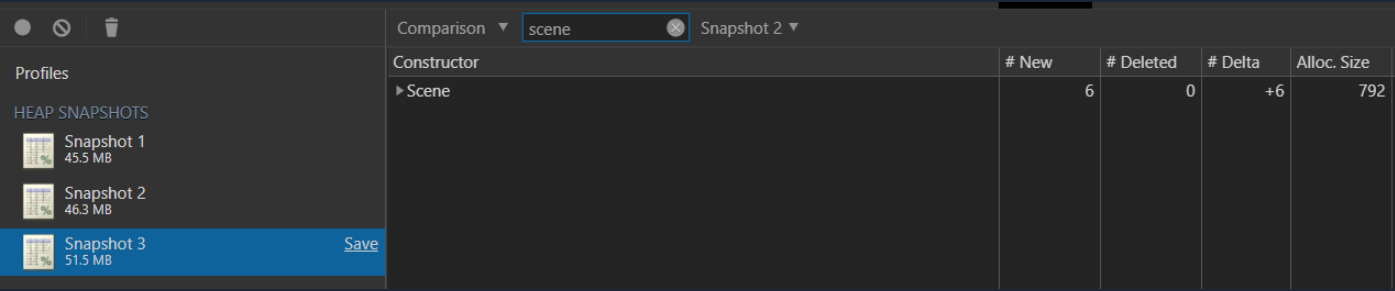 Comparison ▼ scene Snapshot 2 ▼
Profiles
HEAP SNAPSHOTS
Snapshot 1
45.5 MB
Snapshot 2
46.3 MB
Snapshot 3 Save
51.5 MB
Constructor # New # Deleted # Delta Alloc. Size
Scene 6 0 +6 792